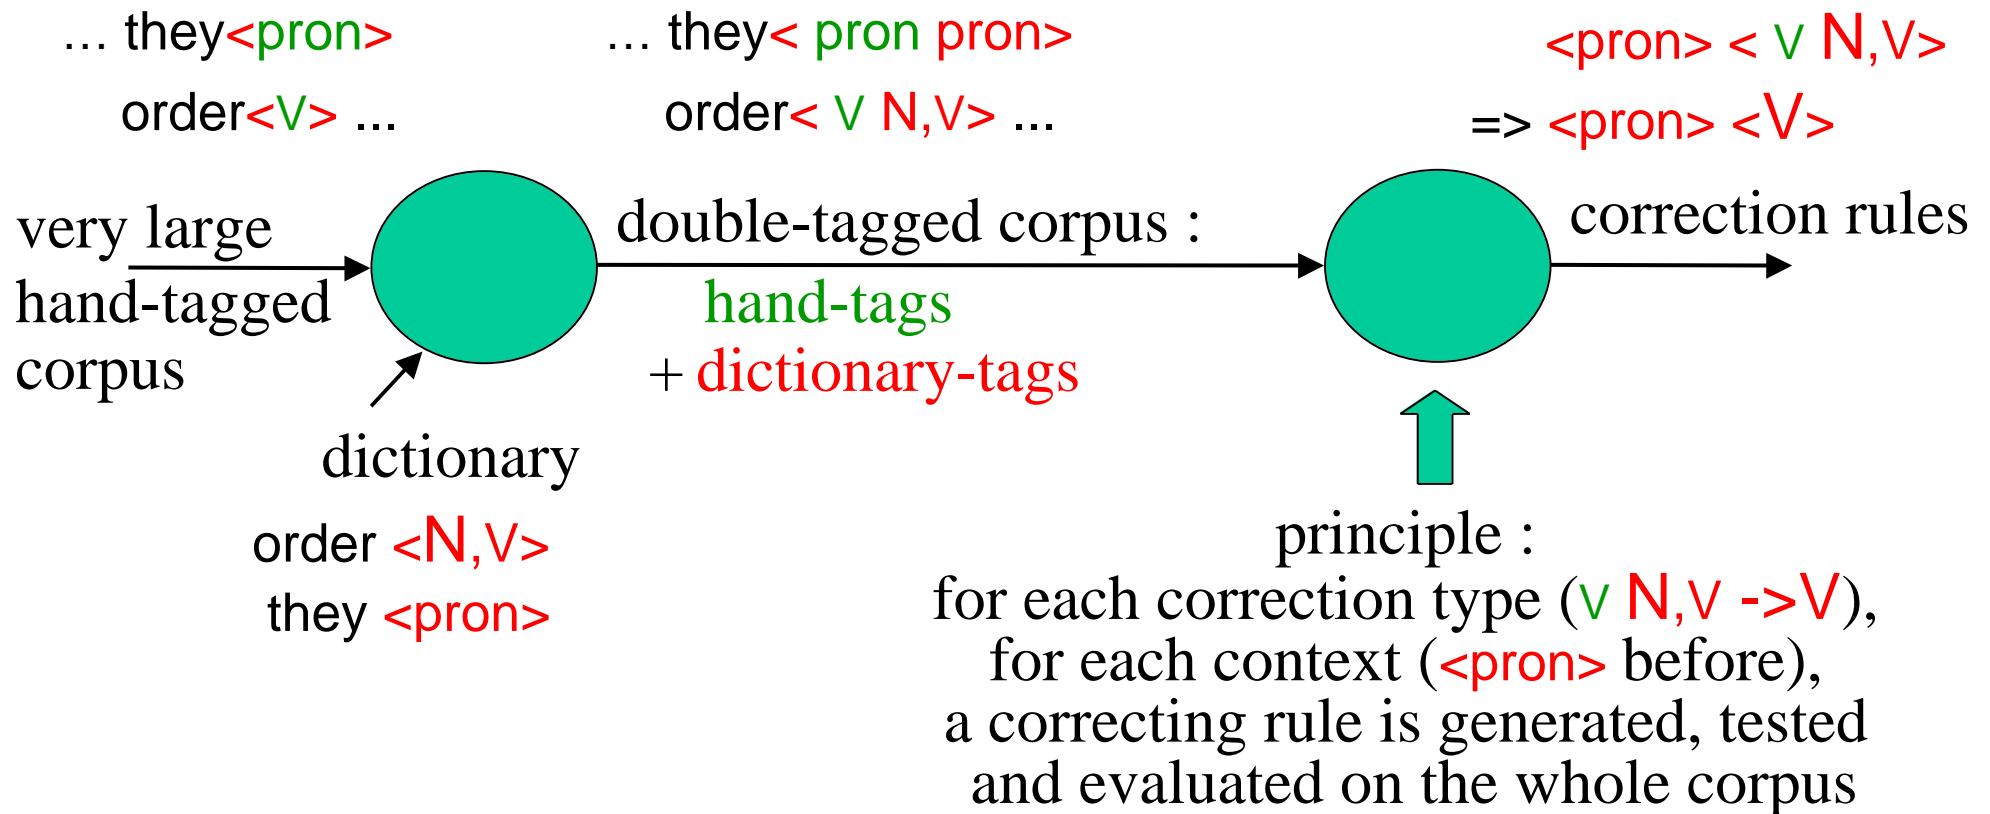 ... they<pron>
order<V> ...
... they< pron pron>
order< V N,V> ...
<pron> < V N,V>
=> <pron> <V>
very large
hand-tagged
corpus
double-tagged corpus :
hand-tags
+ dictionary-tags
correction rules
dictionary
order <N,V>
they <pron>
principle :
for each correction type (V N,V ->V),
for each context (<pron> before),
a correcting rule is generated, tested
and evaluated on the whole corpus